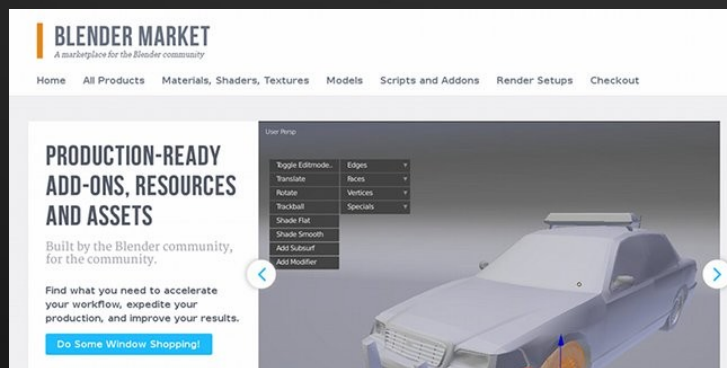 BLENDER MARKET
A marketplace for the Blender community
Home All Products Materials, Shaders, Textures Models Scripts and Addons Render Setups Checkout
PRODUCTION-READY
ADD-ONS, RESOURCES
AND ASSETS
Built by the Blender community,
for the community.
Find what you need to accelerate
your workflow, expedite your
production, and improve your results.
Do Some Window Shopping!
User Persp
Toggle Editmode.. Edges
Translate Faces
Rotate Vertices
Trackball Specials
Shade Flat
Shade Smooth
Add Subsurf
Add Modifier